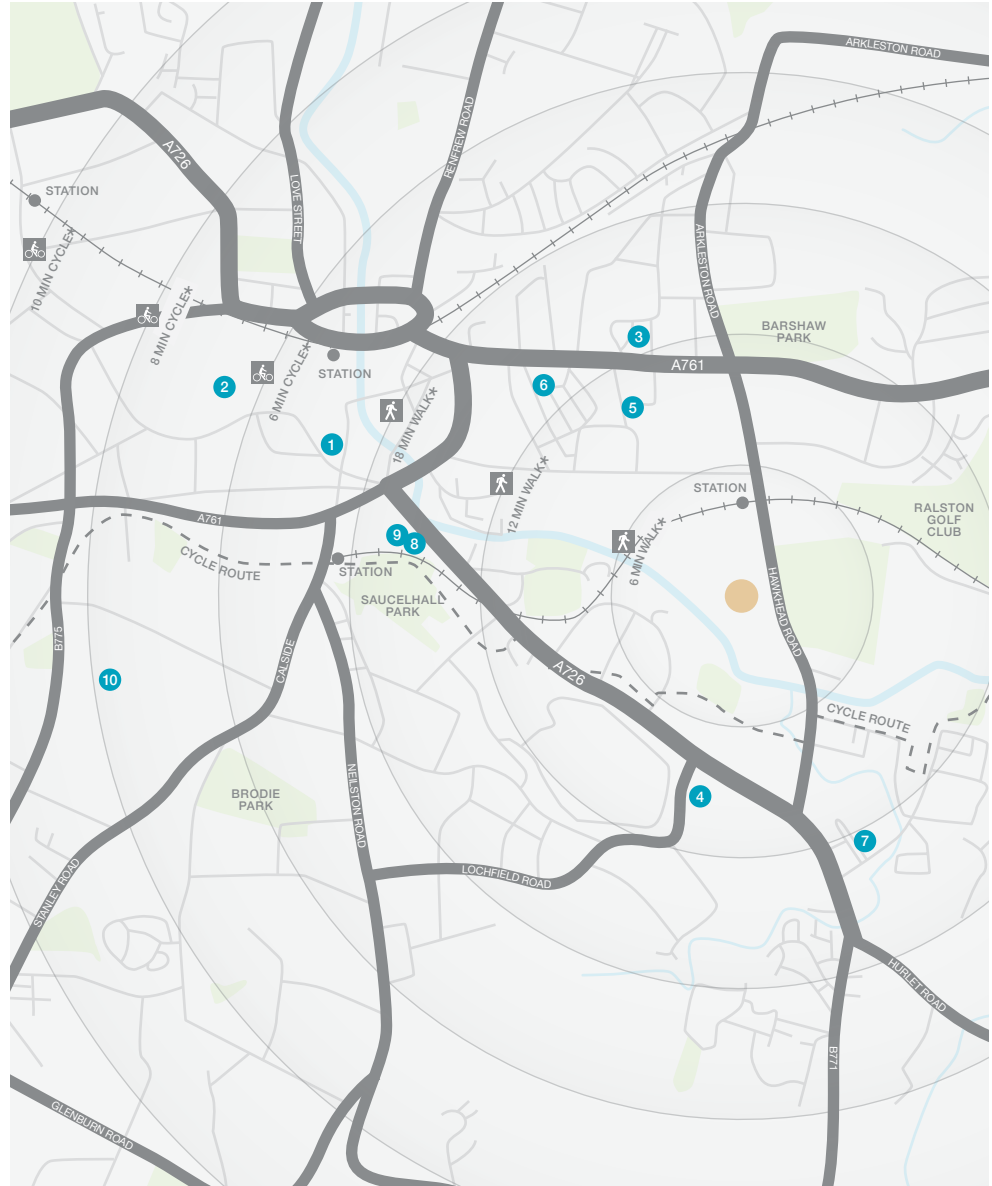 ARKLESTON ROAD
RENFREW ROAD
A726
LOVE STREET
STATION
10 MIN CYCLE*
8 MIN CYCLE*
6 MIN CYCLE*
ARKLESTON ROAD
BARSHAW
PARK
3
A761
STATION
2
6
5
18 MIN WALK*
1
12 MIN WALK*
STATION
RALSTON
GOLF
CLUB
A761
9
8
6 MIN WALK*
CYCLE ROUTE
STATION
SAUCELHALL
PARK
HAWKHEAD ROAD
B775
CALSIDE
A726
10
CYCLE ROUTE
BRODIE
PARK
NEILSTON ROAD
4
7
LOCHFIELD ROAD
STANLEY ROAD
HURLET ROAD
B771
GLENBURN ROAD